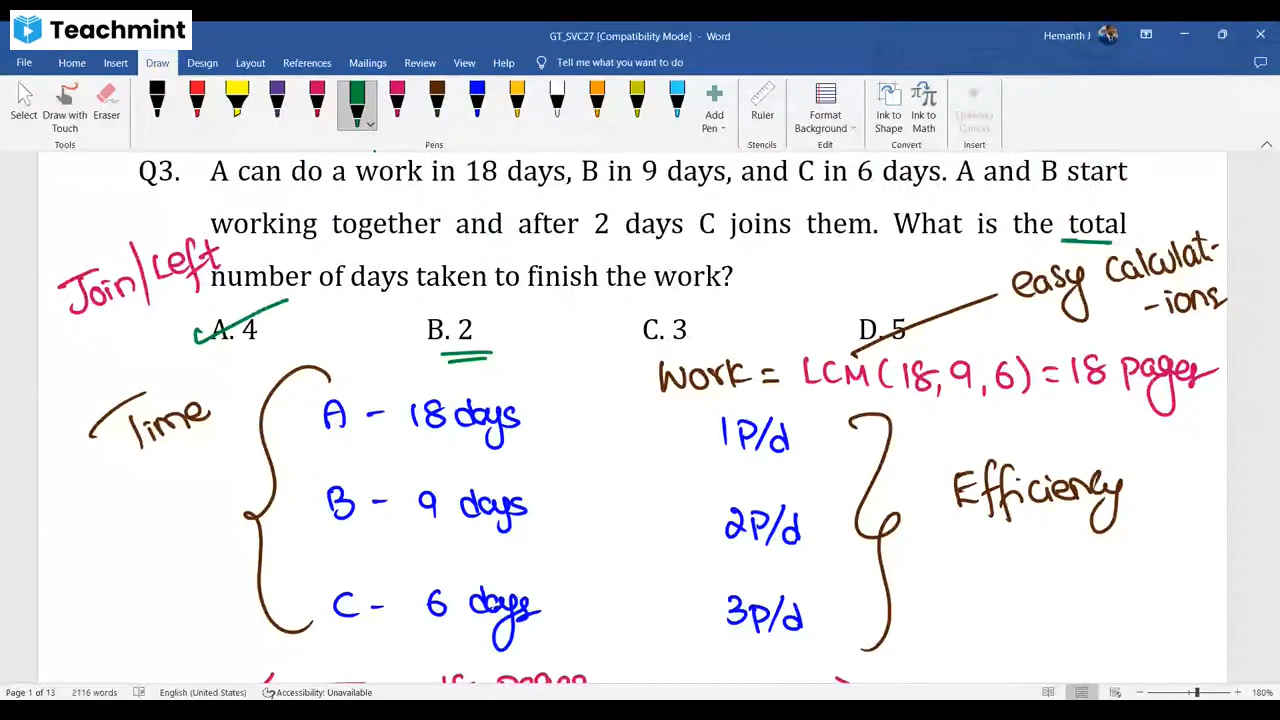 Teachmint
GT_SVC27 [Compatibility Mode] - Word
Hemanth J
File Home Insert Draw Design Layout References Mailings Review View Help Tell me what you want to do
Select Draw with Touch Eraser Add Pen Ruler Format Background Ink to Shape Ink to Math Drawing Canvas
Tools Pens Stencils Edit Convert Insert
Q3. A can do a work in 18 days, B in 9 days, and C in 6 days. A and B start
working together and after 2 days C joins them. What is the total
Join/Left
number of days taken to finish the work?
easy calculat-
-ions
A. 4 B. 2 C. 3 D. 5
Work = LCM(18, 9, 6) = 18 pages
Time
A - 18 days 1P/d
B - 9 days 2P/d
Efficiency
C - 6 days 3P/d
Page 1 of 13 2116 words English (United States) Accessibility: Unavailable 180%